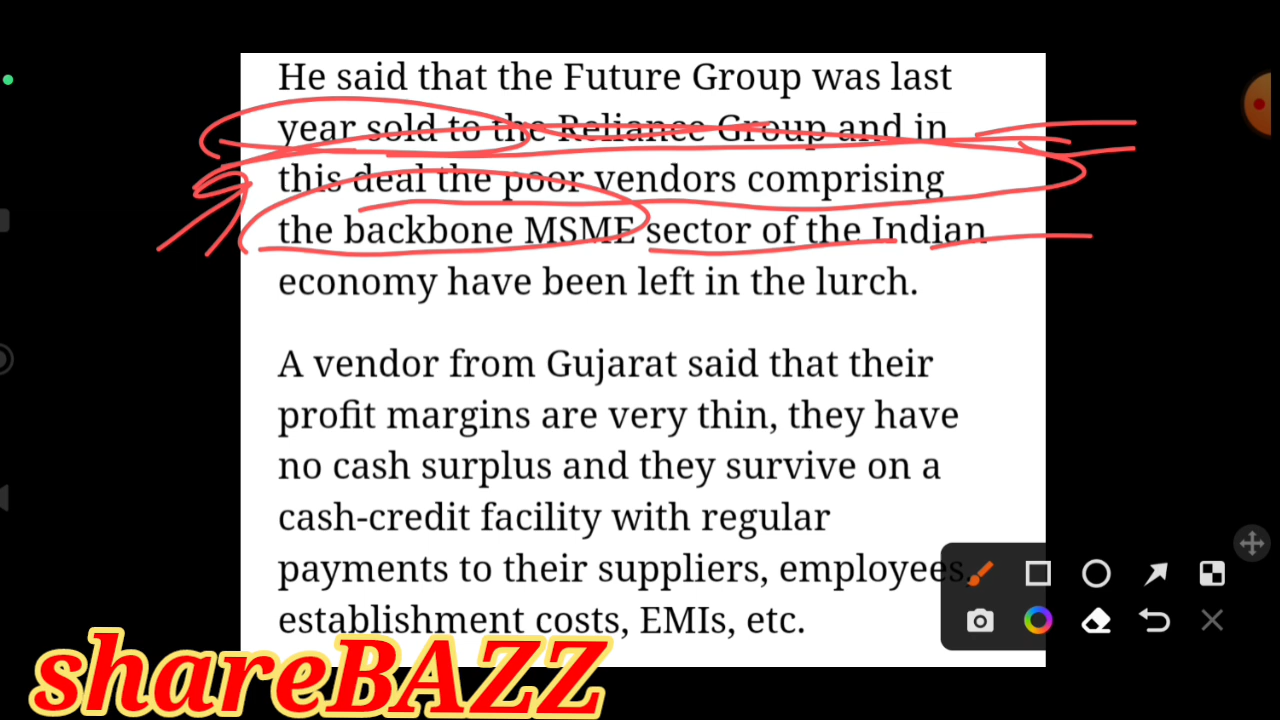 He said that the Future Group was last
year sold to the Reliance Group and in
this deal the poor vendors comprising
the backbone MSME sector of the Indian
economy have been left in the lurch.
A vendor from Gujarat said that their
profit margins are very thin, they have
no cash surplus and they survive on a
cash-credit facility with regular
payments to their suppliers, employees,
establishment costs, EMIs, etc.
shareBAZZ